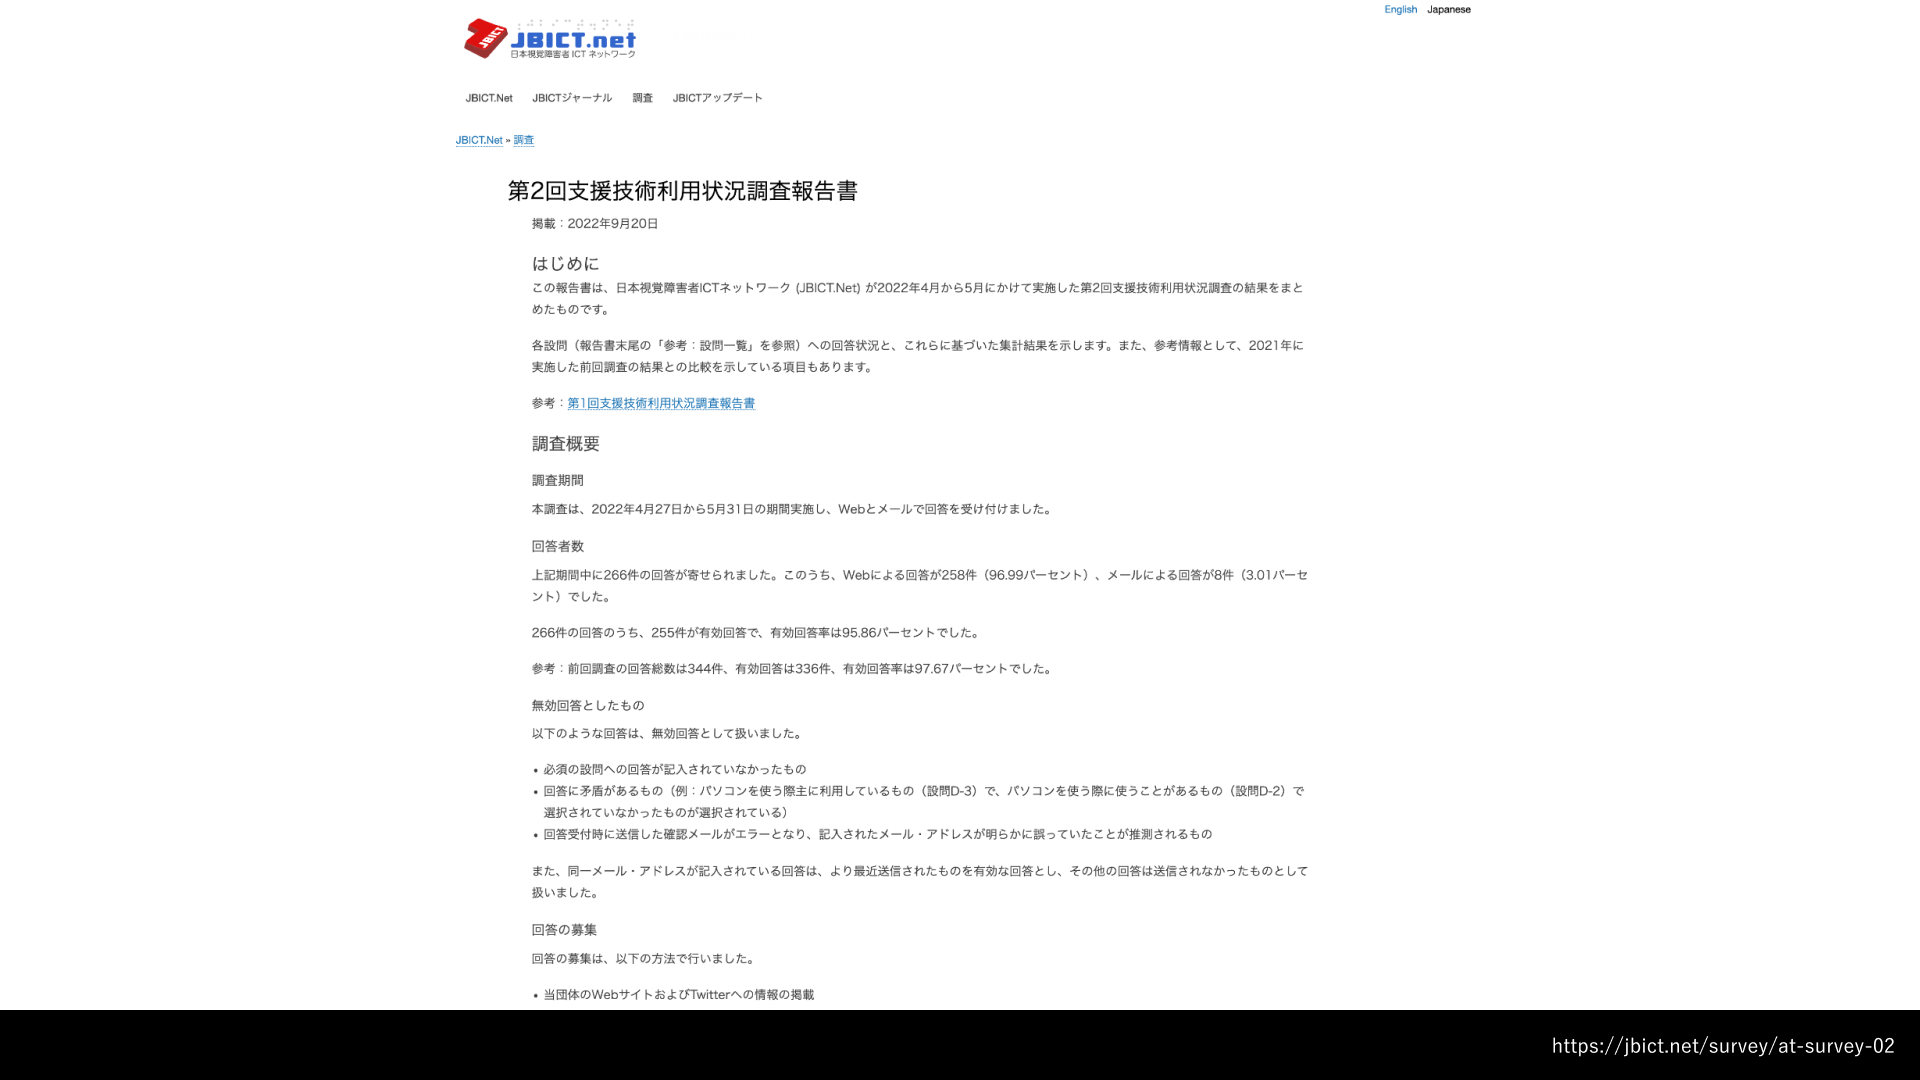 English Japanese
JBICT
JBICT.net
日本視覚障害者 ICT ネットワーク
JBICT.Net JBICTジャーナル 調査 JBICTアップデート
JBICT.Net » 調査
第2回支援技術利用状況調査報告書
掲載：2022年9月20日
はじめに
この報告書は、日本視覚障害者ICTネットワーク (JBICT.Net) が2022年4月から5月にかけて実施した第2回支援技術利用状況調査の結果をまと
めたものです。
各設問（報告書末尾の「参考：設問一覧」を参照）への回答状況と、これらに基づいた集計結果を示します。また、参考情報として、2021年に
実施した前回調査の結果との比較を示している項目もあります。
参考：第1回支援技術利用状況調査報告書
調査概要
調査期間
本調査は、2022年4月27日から5月31日の期間実施し、Webとメールで回答を受け付けました。
回答者数
上記期間中に266件の回答が寄せられました。このうち、Webによる回答が258件（96.99パーセント）、メールによる回答が8件（3.01パーセ
ント）でした。
266件の回答のうち、255件が有効回答で、有効回答率は95.86パーセントでした。
参考：前回調査の回答総数は344件、有効回答は336件、有効回答率は97.67パーセントでした。
無効回答としたもの
以下のような回答は、無効回答として扱いました。
• 必須の設問への回答が記入されていなかったもの
• 回答に矛盾があるもの（例：パソコンを使う際主に利用しているもの（設問D-3）で、パソコンを使う際に使うことがあるもの（設問D-2）で
選択されていなかったものが選択されている）
• 回答受付時に送信した確認メールがエラーとなり、記入されたメール・アドレスが明らかに誤っていたことが推測されるもの
また、同一メール・アドレスが記入されている回答は、より最近送信されたものを有効な回答とし、その他の回答は送信されなかったものとして
扱いました。
回答の募集
回答の募集は、以下の方法で行いました。
• 当団体のWebサイトおよびTwitterへの情報の掲載
https://jbict.net/survey/at-survey-02